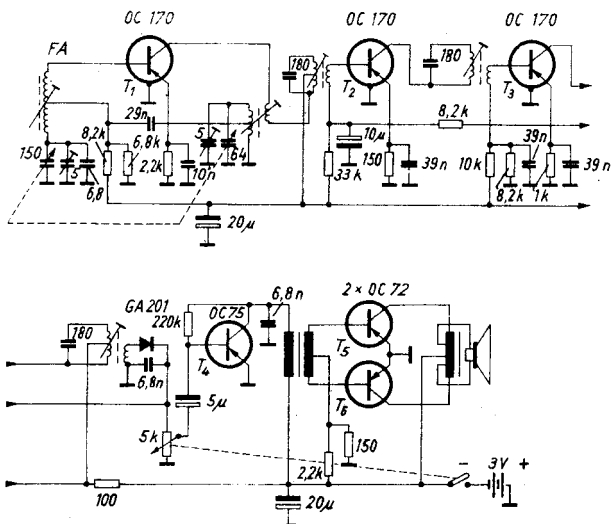 OC 170
OC 170
OC 170
FA
180
180
T1
T2
T3
29n
8,2k
10µ
8,2k
39n
150
5
8,2k
6,8k
5
64
150
39n
10k
39n
6,8
2,2k
10n
33k
8,2k
1k
20µ
GA 201
220k
OC75
6,8n
2 x OC 72
180
T4
T5
6,8n
T6
5µ
5k
150
2,2k
- 3V +
100
20µ